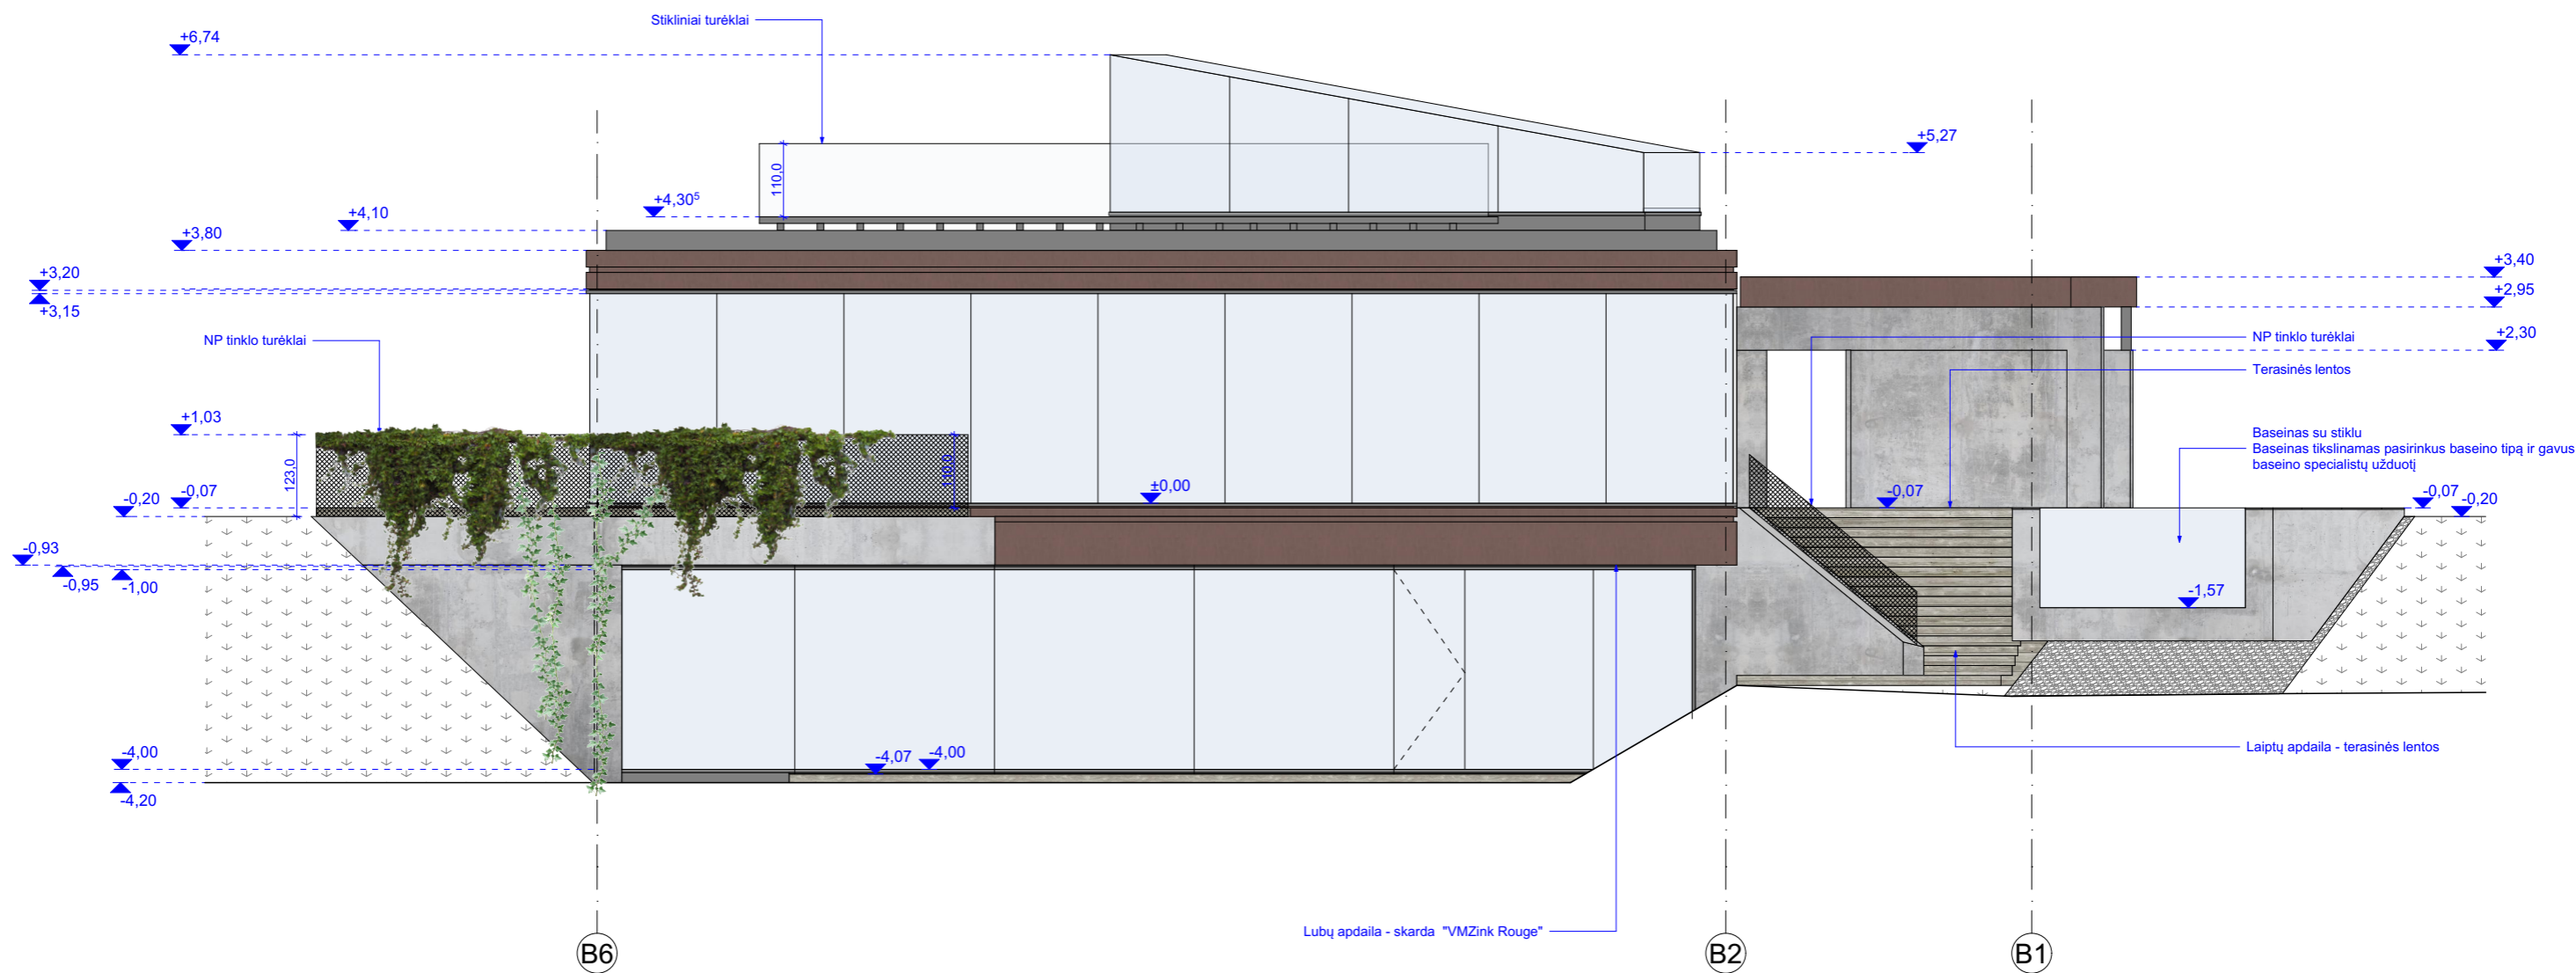 Stikliniai turėklai
+6,74
+5,27
110,0
+4,30⁵
+4,10
+3,80
+3,20
+3,15
+3,40
+2,95
+2,30
NP tinklo turėklai
NP tinklo turėklai
Terasinės lentos
+1,03
123,0
110,0
Baseinas su stiklu
Baseinas tikslinamas pasirinkus baseino tipą ir gavus
baseino specialistų užduotį
-0,07
-0,20
±0,00
-0,07
-0,07
-0,20
-0,93
-0,95
-1,00
-1,57
-4,00
-4,07
-4,00
-4,20
Laiptų apdaila - terasinės lentos
Lubų apdaila - skarda "VMZink Rouge"
B6
B2
B1